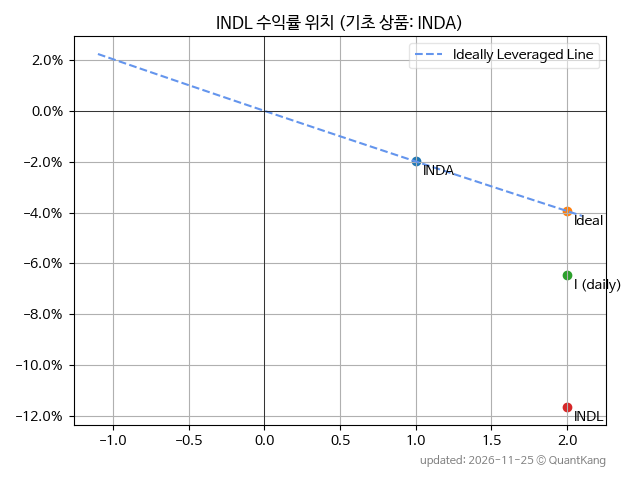 INDL 수익률 위치 (기초 상품: INDA)
Ideally Leveraged Line
2.0%
0.0%
−2.0%
−4.0%
−6.0%
−8.0%
−10.0%
−12.0%
INDA
Ideal
I (daily)
INDL
−1.0 −0.5 0.0 0.5 1.0 1.5 2.0
updated: 2026−11−25 © QuantKang